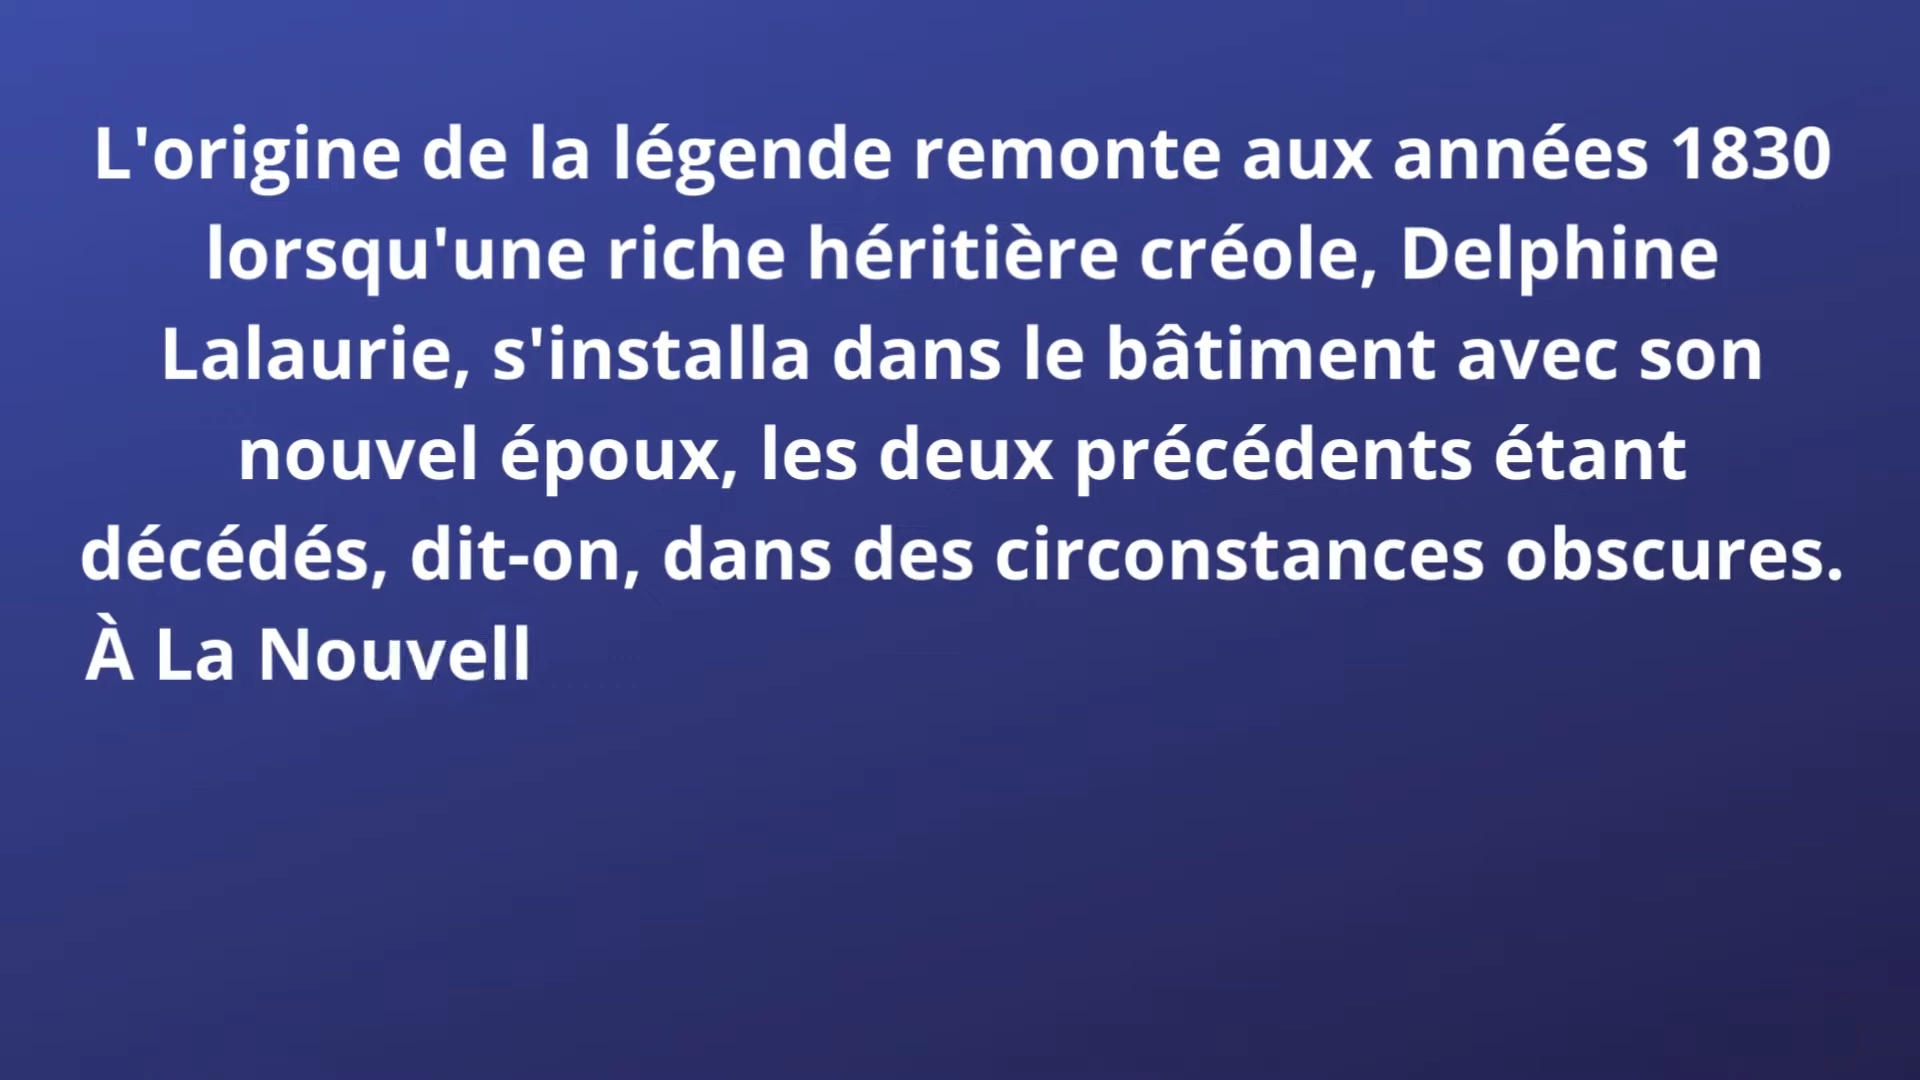 L'origine de la légende remonte aux années 1830
lorsqu'une riche héritière créole, Delphine
Lalaurie, s'installa dans le bâtiment avec son
nouvel époux, les deux précédents étant
décédés, dit-on, dans des circonstances obscures.
À La Nouvell